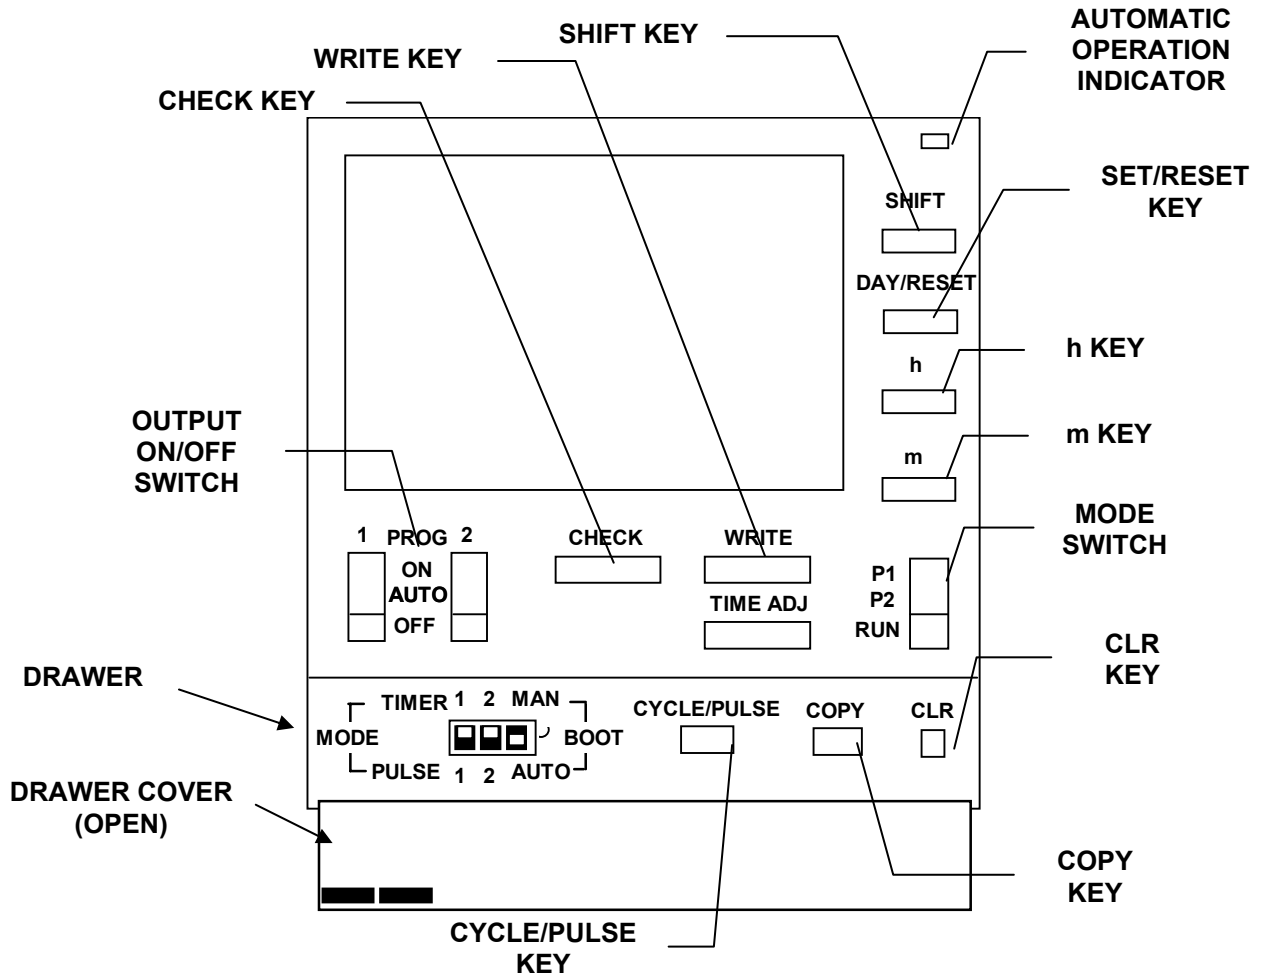 SHIFT KEY
AUTOMATIC
OPERATION
INDICATOR
WRITE KEY
CHECK KEY
SET/RESET
KEY
SHIFT
DAY/RESET
h KEY
h
OUTPUT
ON/OFF
SWITCH
m KEY
m
MODE
SWITCH
1 PROG 2
ON
AUTO
OFF
CHECK
WRITE
TIME ADJ
P1
P2
RUN
CLR
KEY
DRAWER
TIMER 1 2 MAN
MODE
BOOT
PULSE 1 2 AUTO
CYCLE/PULSE
COPY
CLR
DRAWER COVER
(OPEN)
COPY
KEY
CYCLE/PULSE
KEY